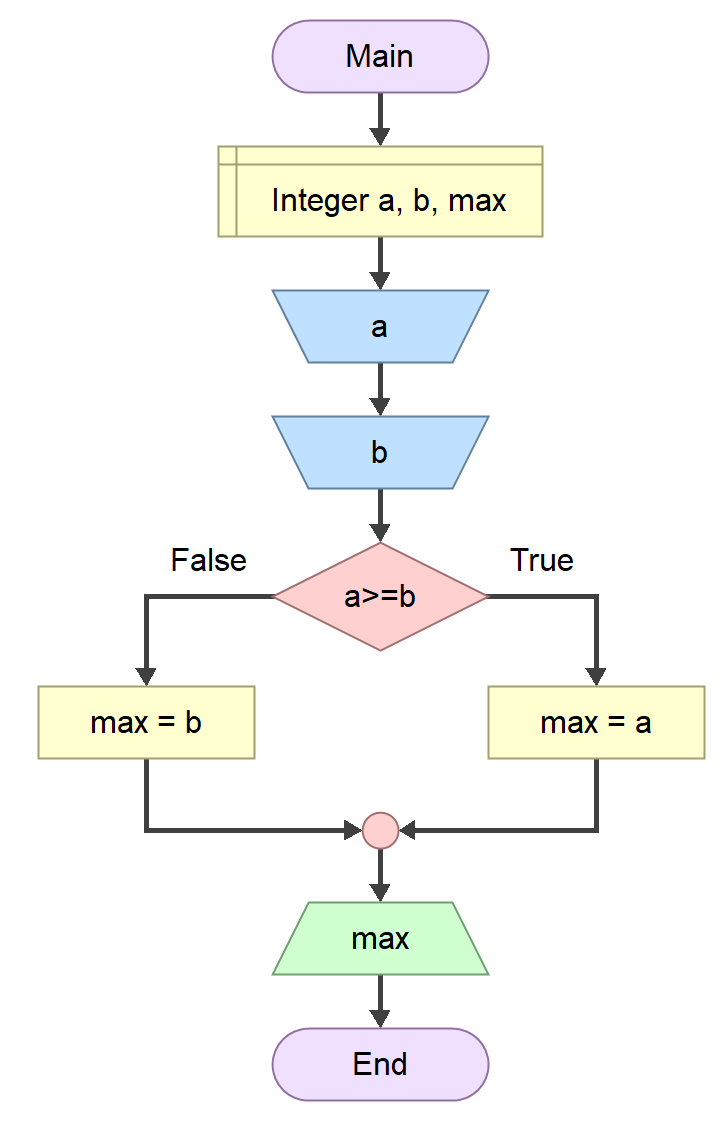 Main
Integer a, b, max
a
b
False
True
a>=b
max = b
max = a
max
End